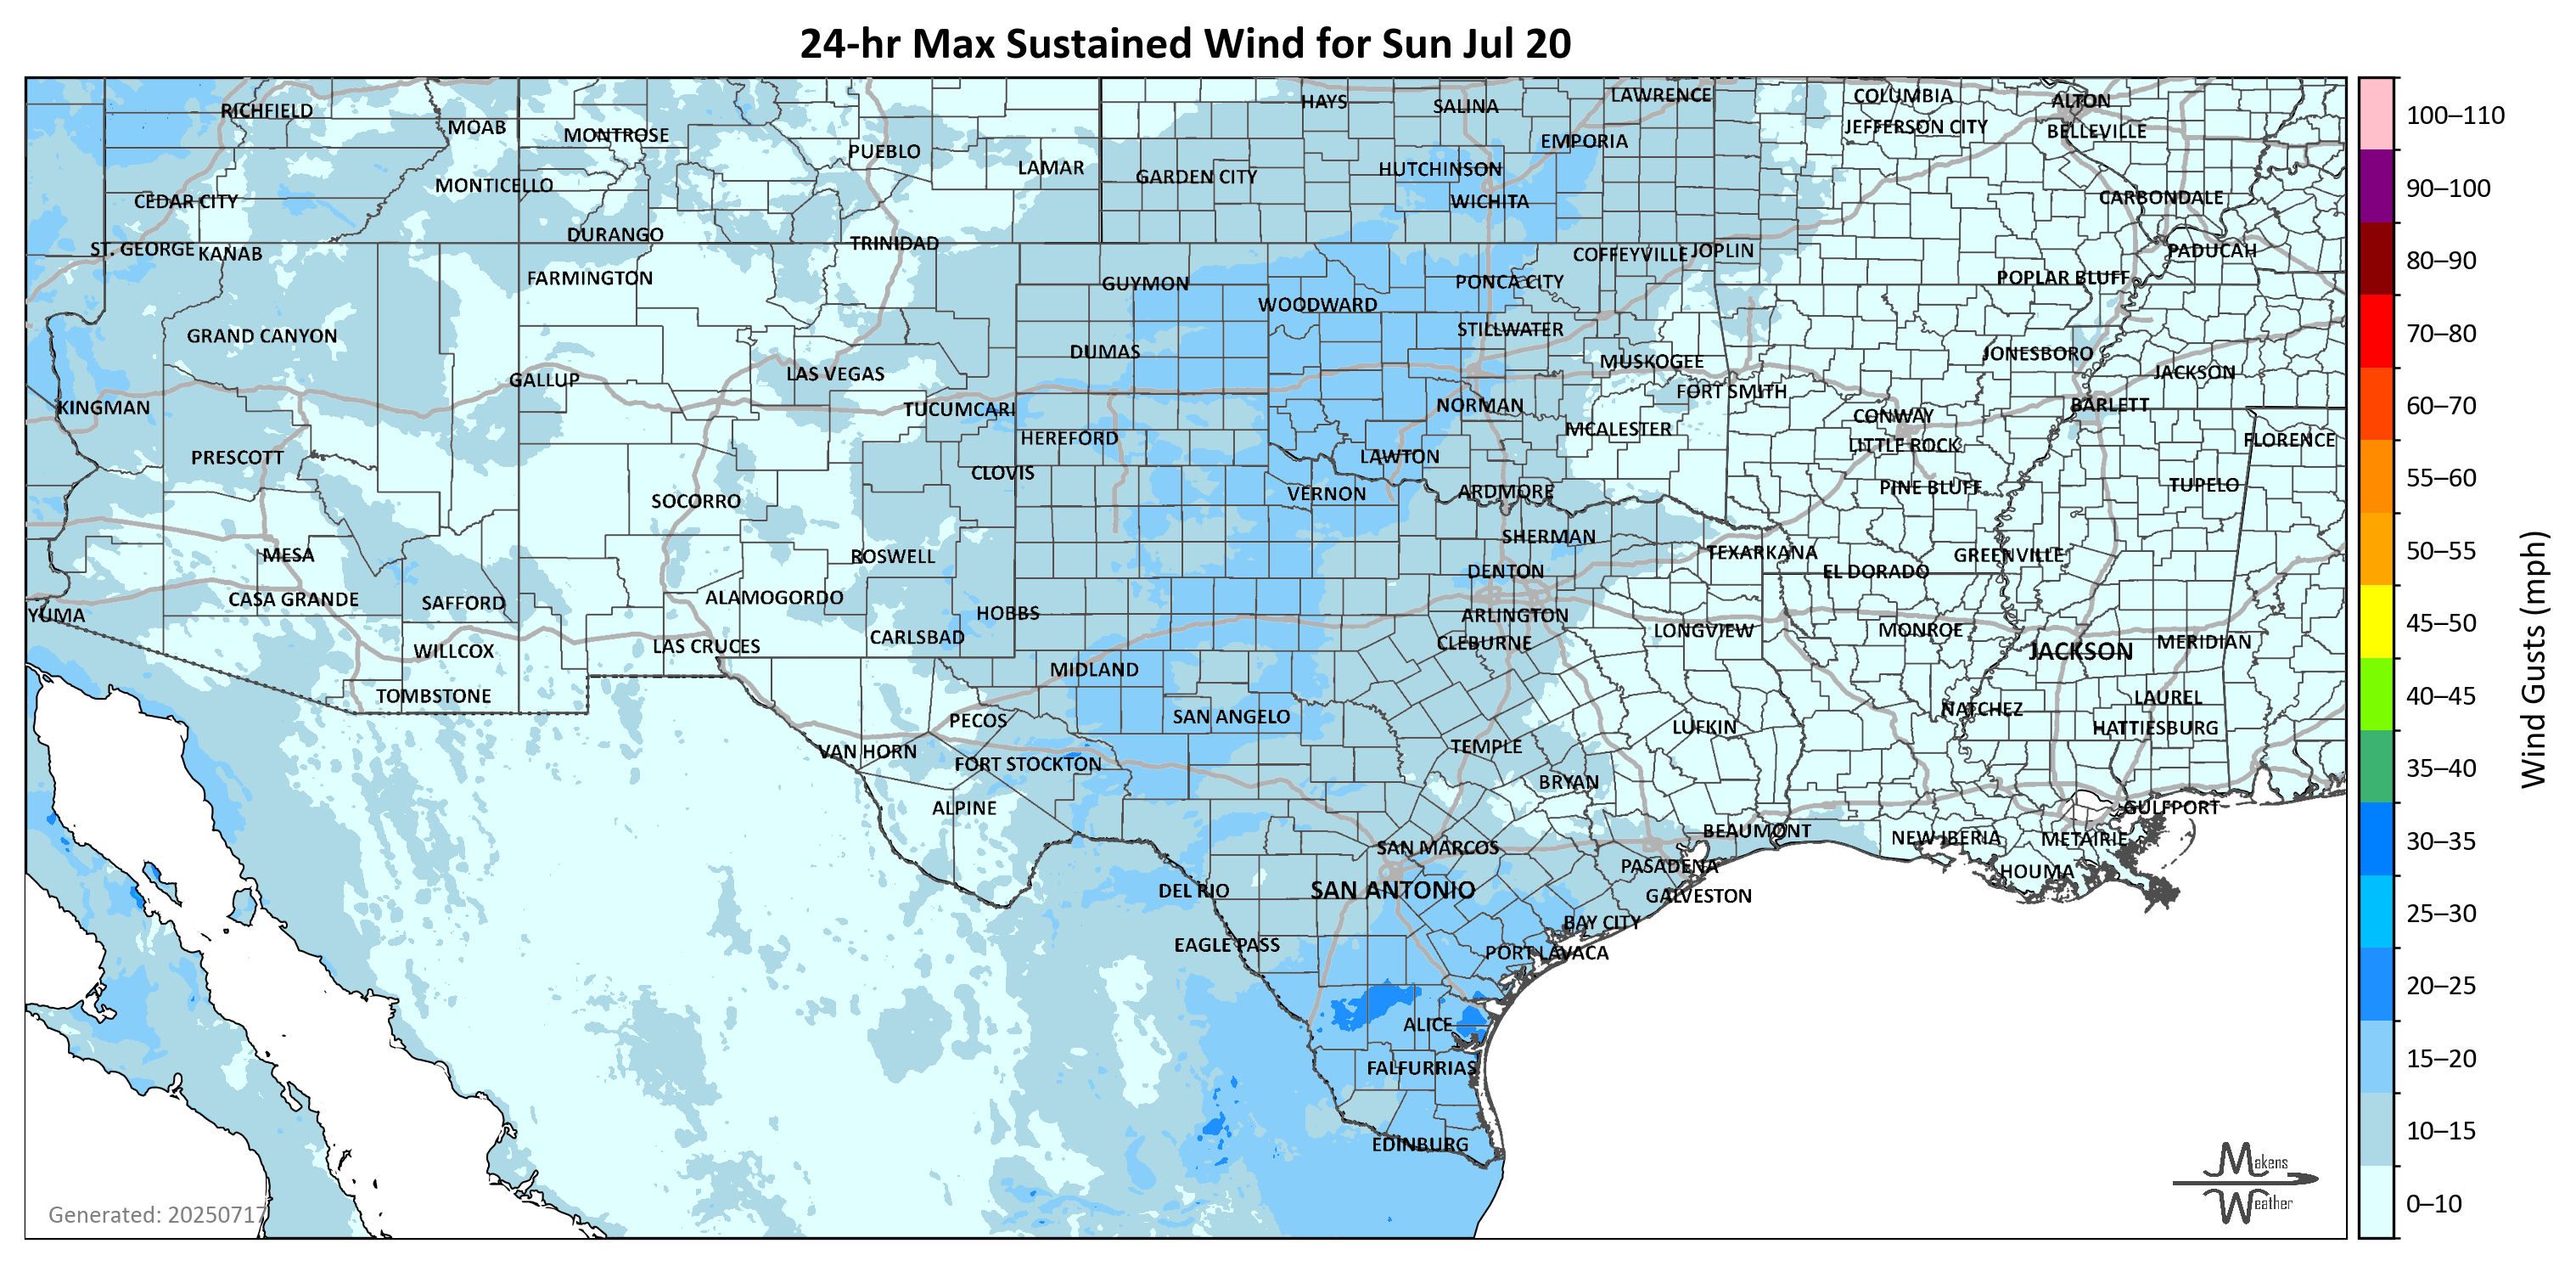 24-hr Max Sustained Wind for Sun Jul 20
RICHFIELD
MOAB
MONTROSE
PUEBLO
LAMAR
HAYS
SALINA
LAWRENCE
COLUMBIA
ALTON
JEFFERSON CITY
BELLEVILLE
EMPORIA
MONTICELLO
GARDEN CITY
HUTCHINSON
CEDAR CITY
WICHITA
CARBONDALE
DURANGO
TRINIDAD
ST. GEORGE
KANAB
COFFEYVILLE
JOPLIN
PADUCAH
FARMINGTON
GUYMON
PONCA CITY
POPLAR BLUFF
WOODWARD
GRAND CANYON
STILLWATER
DUMAS
MUSKOGEE
JONESBORO
GALLUP
LAS VEGAS
JACKSON
FORT SMITH
KINGMAN
TUCUMCARI
NORMAN
BARLETT
CONWAY
HEREFORD
MCALESTER
LITTLE ROCK
FLORENCE
PRESCOTT
CLOVIS
LAWTON
SOCORRO
VERNON
ARDMORE
PINE BLUFF
TUPELO
SHERMAN
MESA
ROSWELL
TEXARKANA
GREENVILLE
DENTON
EL DORADO
CASA GRANDE
SAFFORD
ALAMOGORDO
YUMA
HOBBS
ARLINGTON
CARLSBAD
CLEBURNE
LONGVIEW
MONROE
WILLCOX
LAS CRUCES
JACKSON
MERIDIAN
MIDLAND
TOMBSTONE
LAUREL
PECOS
SAN ANGELO
NATCHEZ
LUFKIN
HATTIESBURG
VAN HORN
TEMPLE
FORT STOCKTON
BRYAN
ALPINE
GULFPORT
BEAUMONT
NEW IBERIA
METAIRIE
SAN MARCOS
PASADENA
HOUMA
DEL RIO
SAN ANTONIO
GALVESTON
BAY CITY
EAGLE PASS
PORT LAVACA
ALICE
FALFURRIAS
EDINBURG
Generated: 20250717
Makens
Weather
100–110
90–100
80–90
70–80
60–70
55–60
50–55
45–50
40–45
35–40
30–35
25–30
20–25
15–20
10–15
0–10
Wind Gusts (mph)